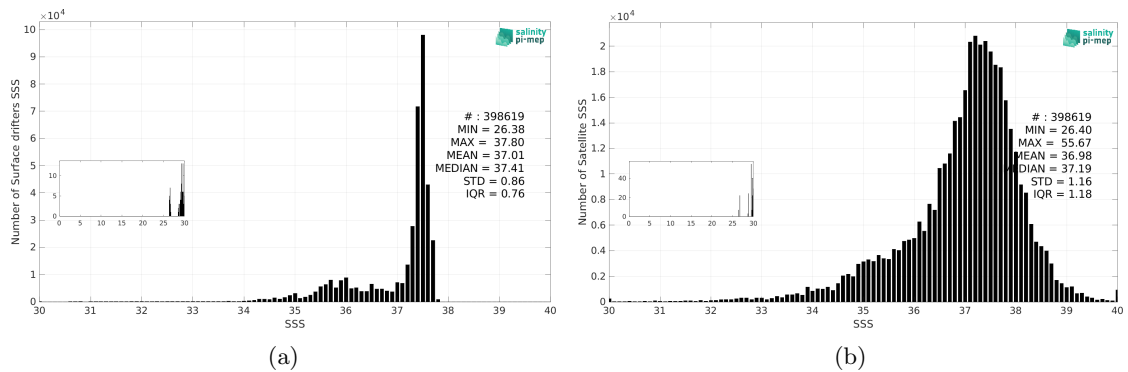 ×10⁴
10
9
8
7
6
5
4
3
2
1
0
Number of Surface drifters SSS
salinity
pi-mep
# : 398619
MIN = 26.38
MAX = 37.80
MEAN = 37.01
MEDIAN = 37.41
STD = 0.86
IQR = 0.76
10
5
0
0 5 10 15 20 25 30
30 31 32 33 34 35 36 37 38 39 40
SSS
(a)
×10⁴
2
1.8
1.6
1.4
1.2
1
0.8
0.6
0.4
0.2
0
Number of Satellite SSS
salinity
pi-mep
# : 398619
MIN = 26.40
MAX = 55.67
MEAN = 36.98
MEDIAN = 37.19
STD = 1.16
IQR = 1.18
40
20
0
0 5 10 15 20 25 30
30 31 32 33 34 35 36 37 38 39 40
SSS
(b)